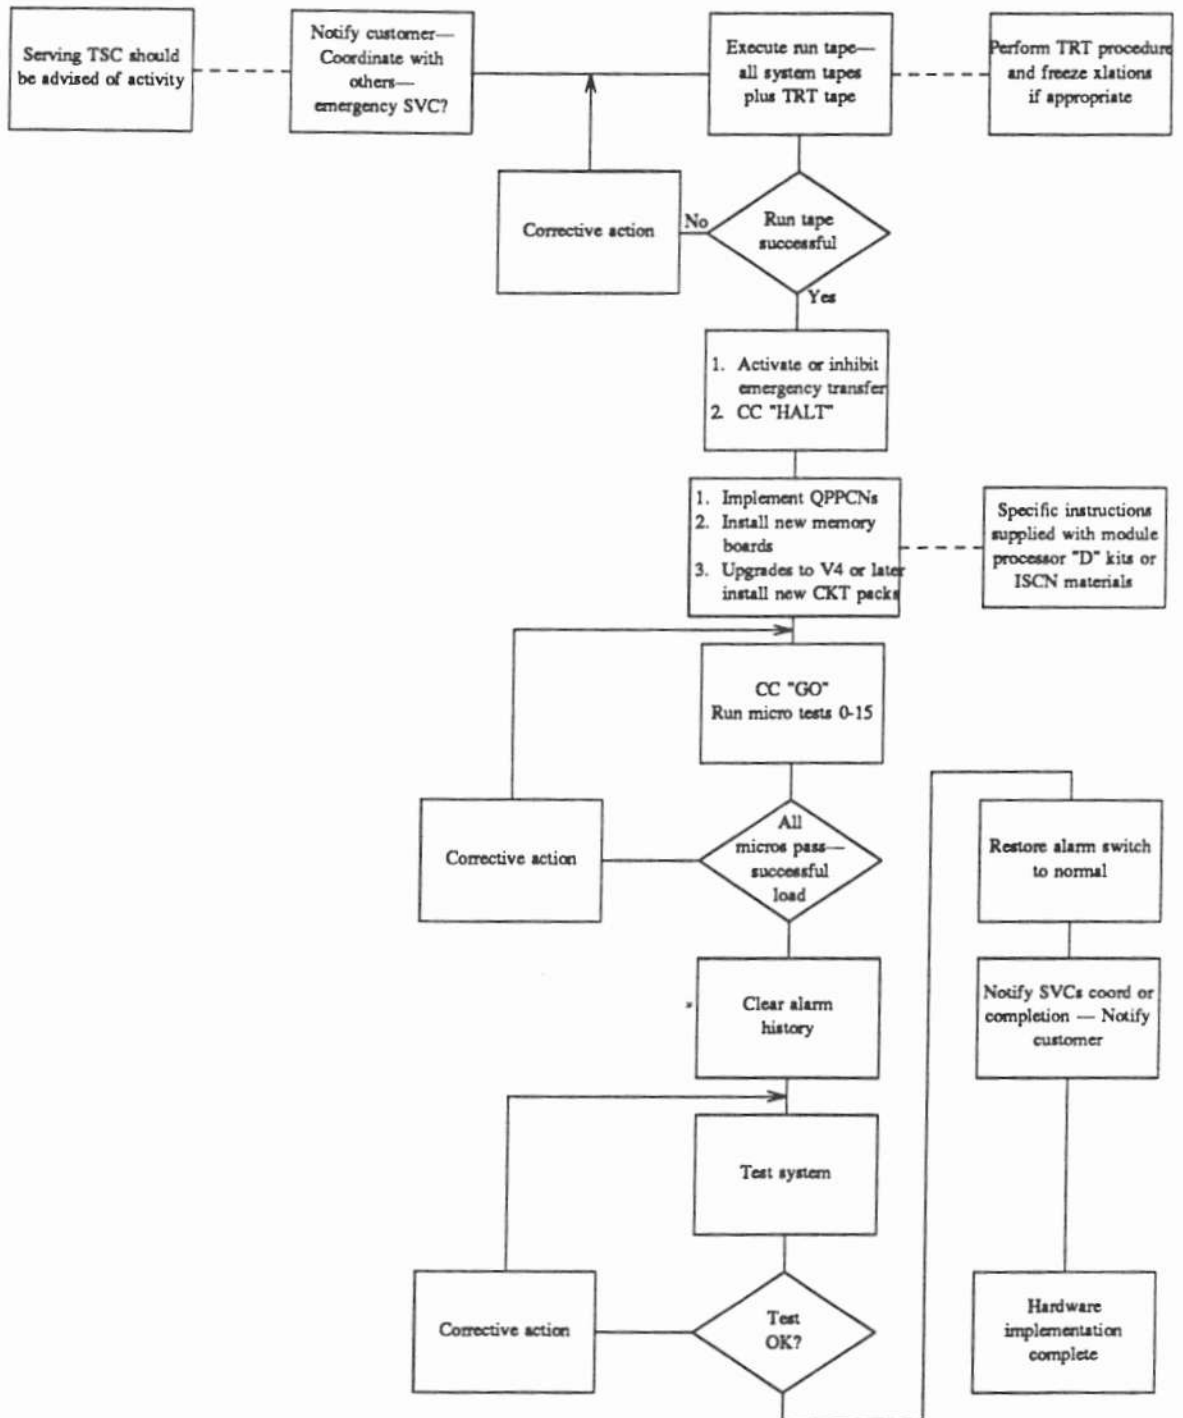 Serving TSC should
be advised of activity
Notify customer—
Coordinate with
others—
emergency SVC?
Execute run tape—
all system tapes
plus TRT tape
Perform TRT procedure
and freeze xlations
if appropriate
Corrective action
No
Run tape
successful
Yes
1. Activate or inhibit
emergency transfer
2. CC "HALT"
1. Implement QPPCNs
2. Install new memory
boards
3. Upgrades to V4 or later
install new CKT packs
Specific instructions
supplied with module
processor "D" kits or
ISCN materials
CC "GO"
Run micro tests 0-15
Corrective action
All
micros pass—
successful
load
Restore alarm switch
to normal
Clear alarm
history
Notify SVCs coord or
completion — Notify
customer
Test system
Corrective action
Test
OK?
Hardware
implementation
complete